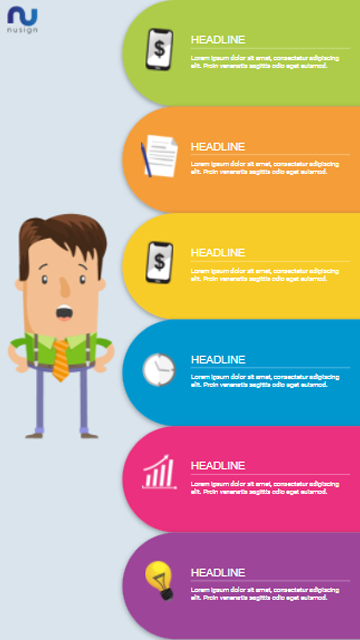 nusign
HEADLINE
Lorem ipsum dolor sit amet, consectetur adipiscing
elit. Proin venenatis sagittis odio eget euismod.
HEADLINE
Lorem ipsum dolor sit amet, consectetur adipiscing
elit. Proin venenatis sagittis odio eget euismod.
$
HEADLINE
Lorem ipsum dolor sit amet, consectetur adipiscing
elit. Proin venenatis sagittis odio eget euismod.
$
HEADLINE
Lorem ipsum dolor sit amet, consectetur adipiscing
elit. Proin venenatis sagittis odio eget euismod.
HEADLINE
Lorem ipsum dolor sit amet, consectetur adipiscing
elit. Proin venenatis sagittis odio eget euismod.
HEADLINE
Lorem ipsum dolor sit amet, consectetur adipiscing
elit. Proin venenatis sagittis odio eget euismod.